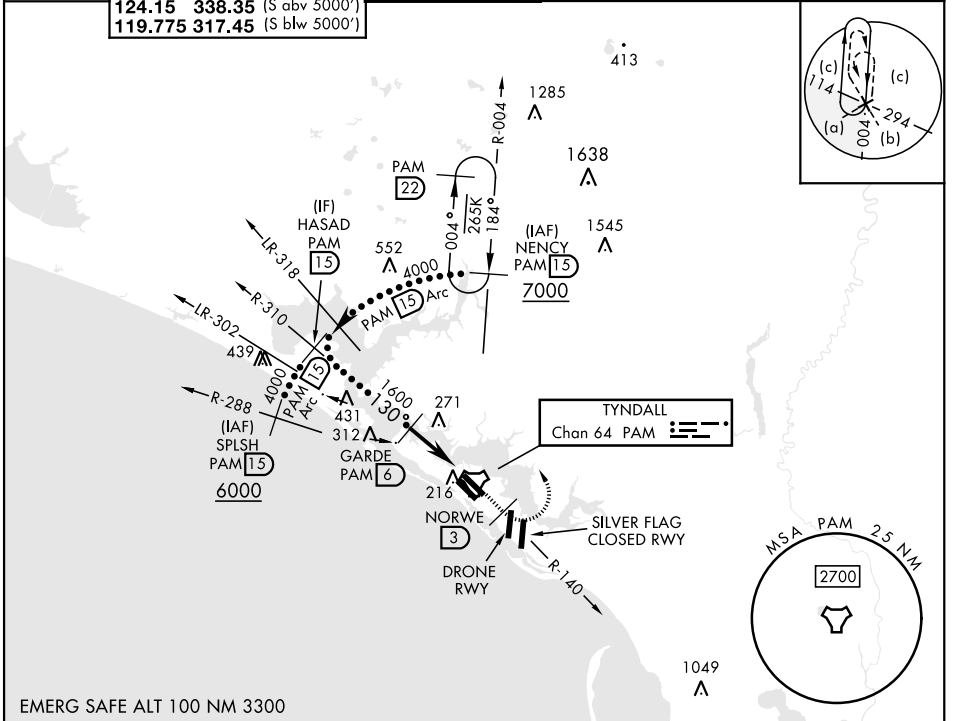 124.15 338.35 (S abv 5000')
119.775 317.45 (S blw 5000')
413
1285
R-004
1638
PAM
22
004°
265K
184°
1545
(IAF)
NENCY
PAM 15
7000
(IF)
HASAD
PAM
15
552
4000
PAM 15 Arc
LR-318
R-310
LR-302
439
R-288
4000
PAM 15
Arc
(IAF)
SPLSH
PAM 15
6000
431
312
1600
130°
271
GARDE
PAM 6
TYNDALL
Chan 64 PAM
216
NORWE
3
DRONE
RWY
SILVER FLAG
CLOSED RWY
R-140
1049
MSA PAM 25 NM
2700
(c)
(c)
114
294
(a)
004
(b)
EMERG SAFE ALT 100 NM 3300